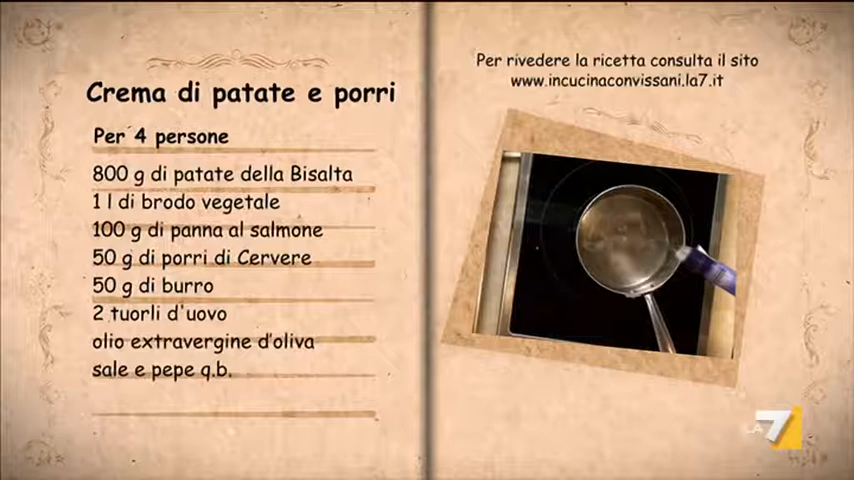 Crema di patate e porri
Per 4 persone
800 g di patate della Bisalta
1 l di brodo vegetale
100 g di panna al salmone
50 g di porri di Cervere
50 g di burro
2 tuorli d'uovo
olio extravergine d'oliva
sale e pepe q.b.
Per rivedere la ricetta consulta il sito
www.incucinaconvissani.la7.it
LA7